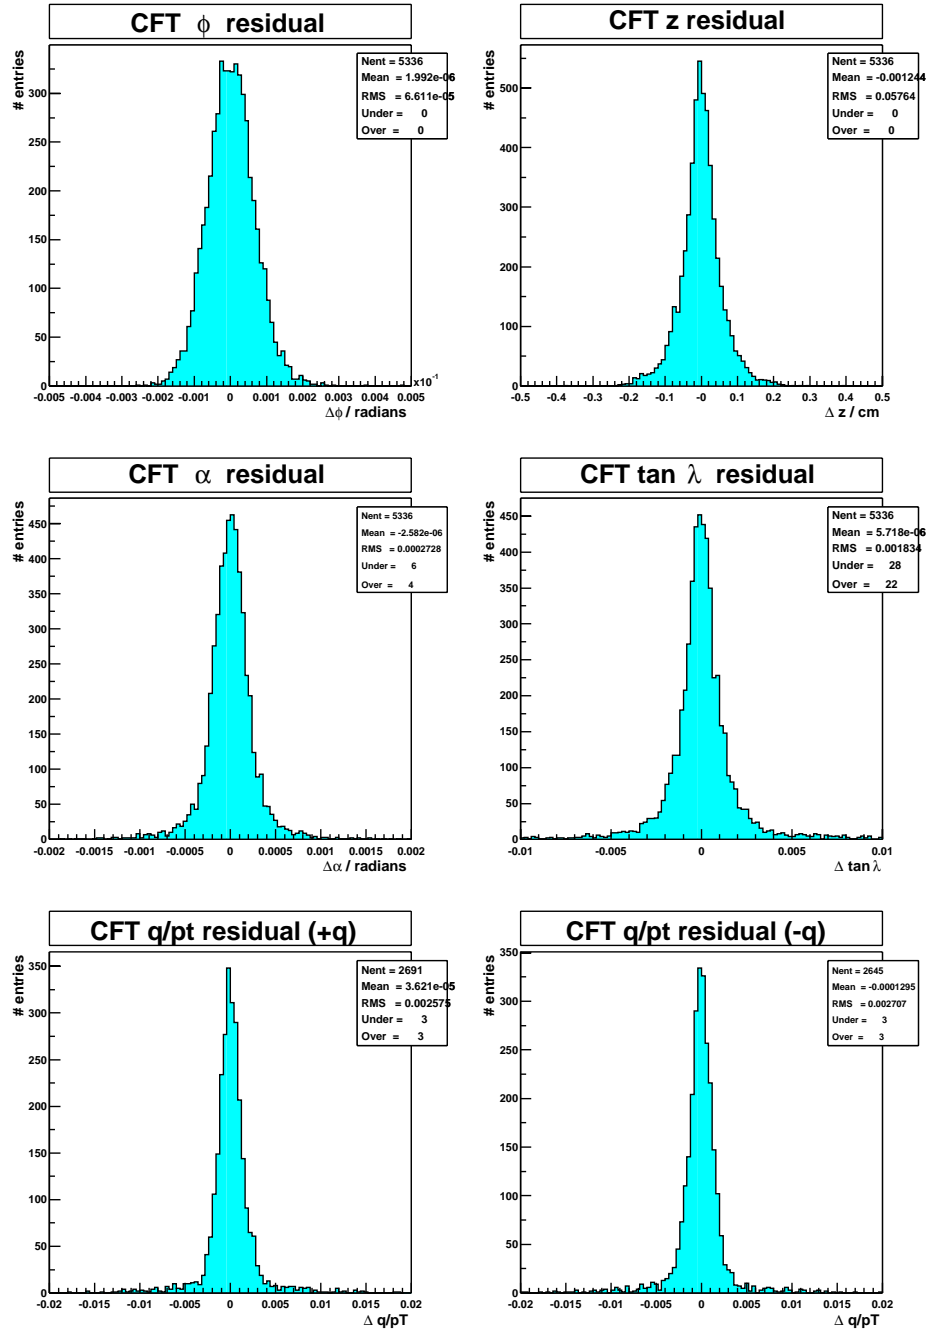 CFT ϕ residual
# entries
Nent = 5336
Mean = 1.992e-06
RMS = 6.611e-05
Under = 0
Over = 0
300
250
200
150
100
50
0
-0.005 -0.004 -0.003 -0.002 -0.001 0 0.001 0.002 0.003 0.004 0.005
x10⁻¹
Δϕ / radians
CFT z residual
# entries
Nent = 5336
Mean = -0.001244
RMS = 0.05764
Under = 0
Over = 0
500
400
300
200
100
0
-0.5 -0.4 -0.3 -0.2 -0.1 -0 0.1 0.2 0.3 0.4 0.5
Δ z / cm
CFT α residual
# entries
Nent = 5336
Mean = -2.582e-06
RMS = 0.0002728
Under = 6
Over = 4
450
400
350
300
250
200
150
100
50
0
-0.002 -0.0015 -0.001 -0.0005 0 0.0005 0.001 0.0015 0.002
Δα / radians
CFT tan λ residual
# entries
Nent = 5336
Mean = 5.718e-06
RMS = 0.001834
Under = 28
Over = 22
450
400
350
300
250
200
150
100
50
0
-0.01 -0.005 0 0.005 0.01
Δ tan λ
CFT q/pt residual (+q)
# entries
Nent = 2691
Mean = 3.621e-05
RMS = 0.002575
Under = 3
Over = 3
350
300
250
200
150
100
50
0
-0.02 -0.015 -0.01 -0.005 0 0.005 0.01 0.015 0.02
Δ q/pT
CFT q/pt residual (-q)
# entries
Nent = 2645
Mean = -0.0001295
RMS = 0.002707
Under = 3
Over = 3
350
300
250
200
150
100
50
0
-0.02 -0.015 -0.01 -0.005 0 0.005 0.01 0.015 0.02
Δ q/pT